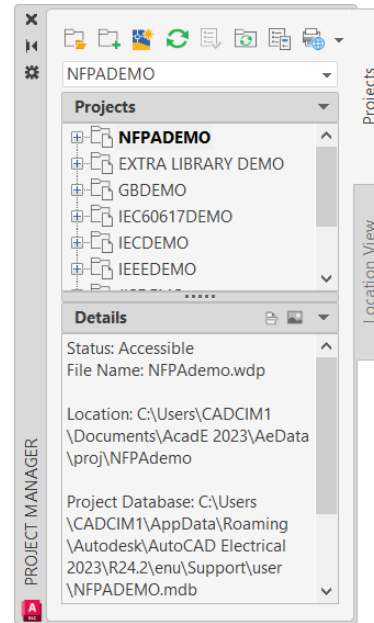 NFPADEMO
Projects
NFPADEMO
EXTRA LIBRARY DEMO
GBDEMO
IEC60617DEMO
IECDEMO
IEEEDEMO
Details
Status: Accessible
File Name: NFPAdemo.wdp
Location: C:\Users\CADCIM1
\Documents\AcadE 2023\AeData
\proj\NFPAdemo
Project Database: C:\Users
\CADCIM1\AppData\Roaming
\Autodesk\AutoCAD Electrical
2023\R24.2\enu\Support\user
\NFPADEMO.mdb
PROJECT MANAGER
Projects
Location View